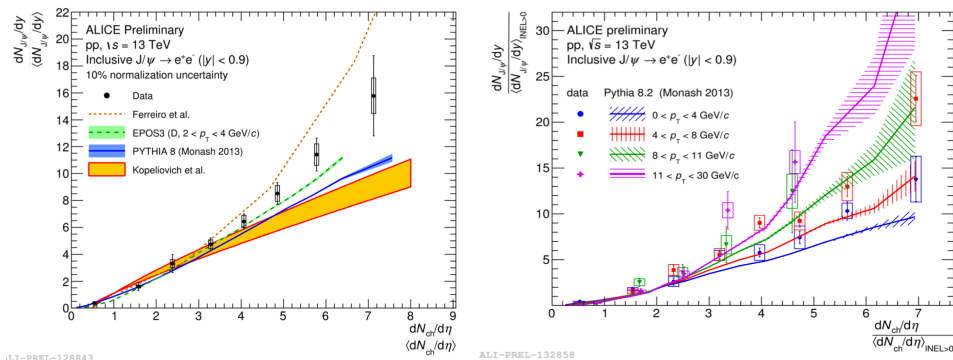 dN_J/ψ/dy
⟨dN_J/ψ/dy⟩
22
20
18
16
14
12
10
8
6
4
2
0
ALICE Preliminary
pp, √s = 13 TeV
Inclusive J/ψ → e⁺e⁻ (|y| < 0.9)
10% normalization uncertainty
Data
Ferreiro et al.
EPOS3 (D, 2 < p_T < 4 GeV/c)
PYTHIA 8 (Monash 2013)
Kopeliovich et al.
0 1 2 3 4 5 6 7 8 9
dN_ch/dη
⟨dN_ch/dη⟩
ALI-PREL-128843
dN_J/ψ/dy
⟨dN_J/ψ/dy⟩_INEL>0
30
25
20
15
10
5
ALICE preliminary
pp, √s = 13 TeV
Inclusive J/ψ → e⁺e⁻ (|y| < 0.9)
data Pythia 8.2 (Monash 2013)
0 < p_T < 4 GeV/c
4 < p_T < 8 GeV/c
8 < p_T < 11 GeV/c
11 < p_T < 30 GeV/c
0 1 2 3 4 5 6 7
dN_ch/dη
⟨dN_ch/dη⟩_INEL>0
ALI-PREL-132858